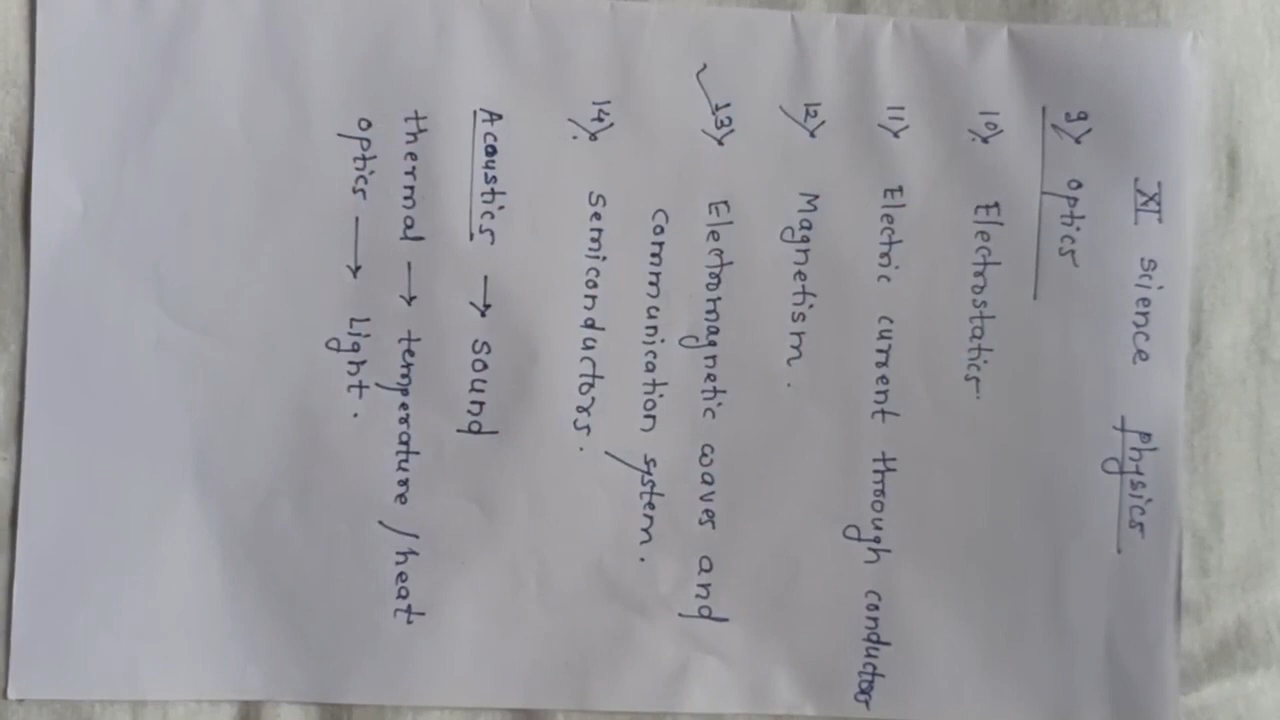 XI science physics
9) optics
10) Electrostatics.
11) Electric current through conductors
12) Magnetism.
13) Electromagnetic waves and
communication system.
14) semiconductors.
Acoustics → sound
thermal → temperature/heat
optics → Light.